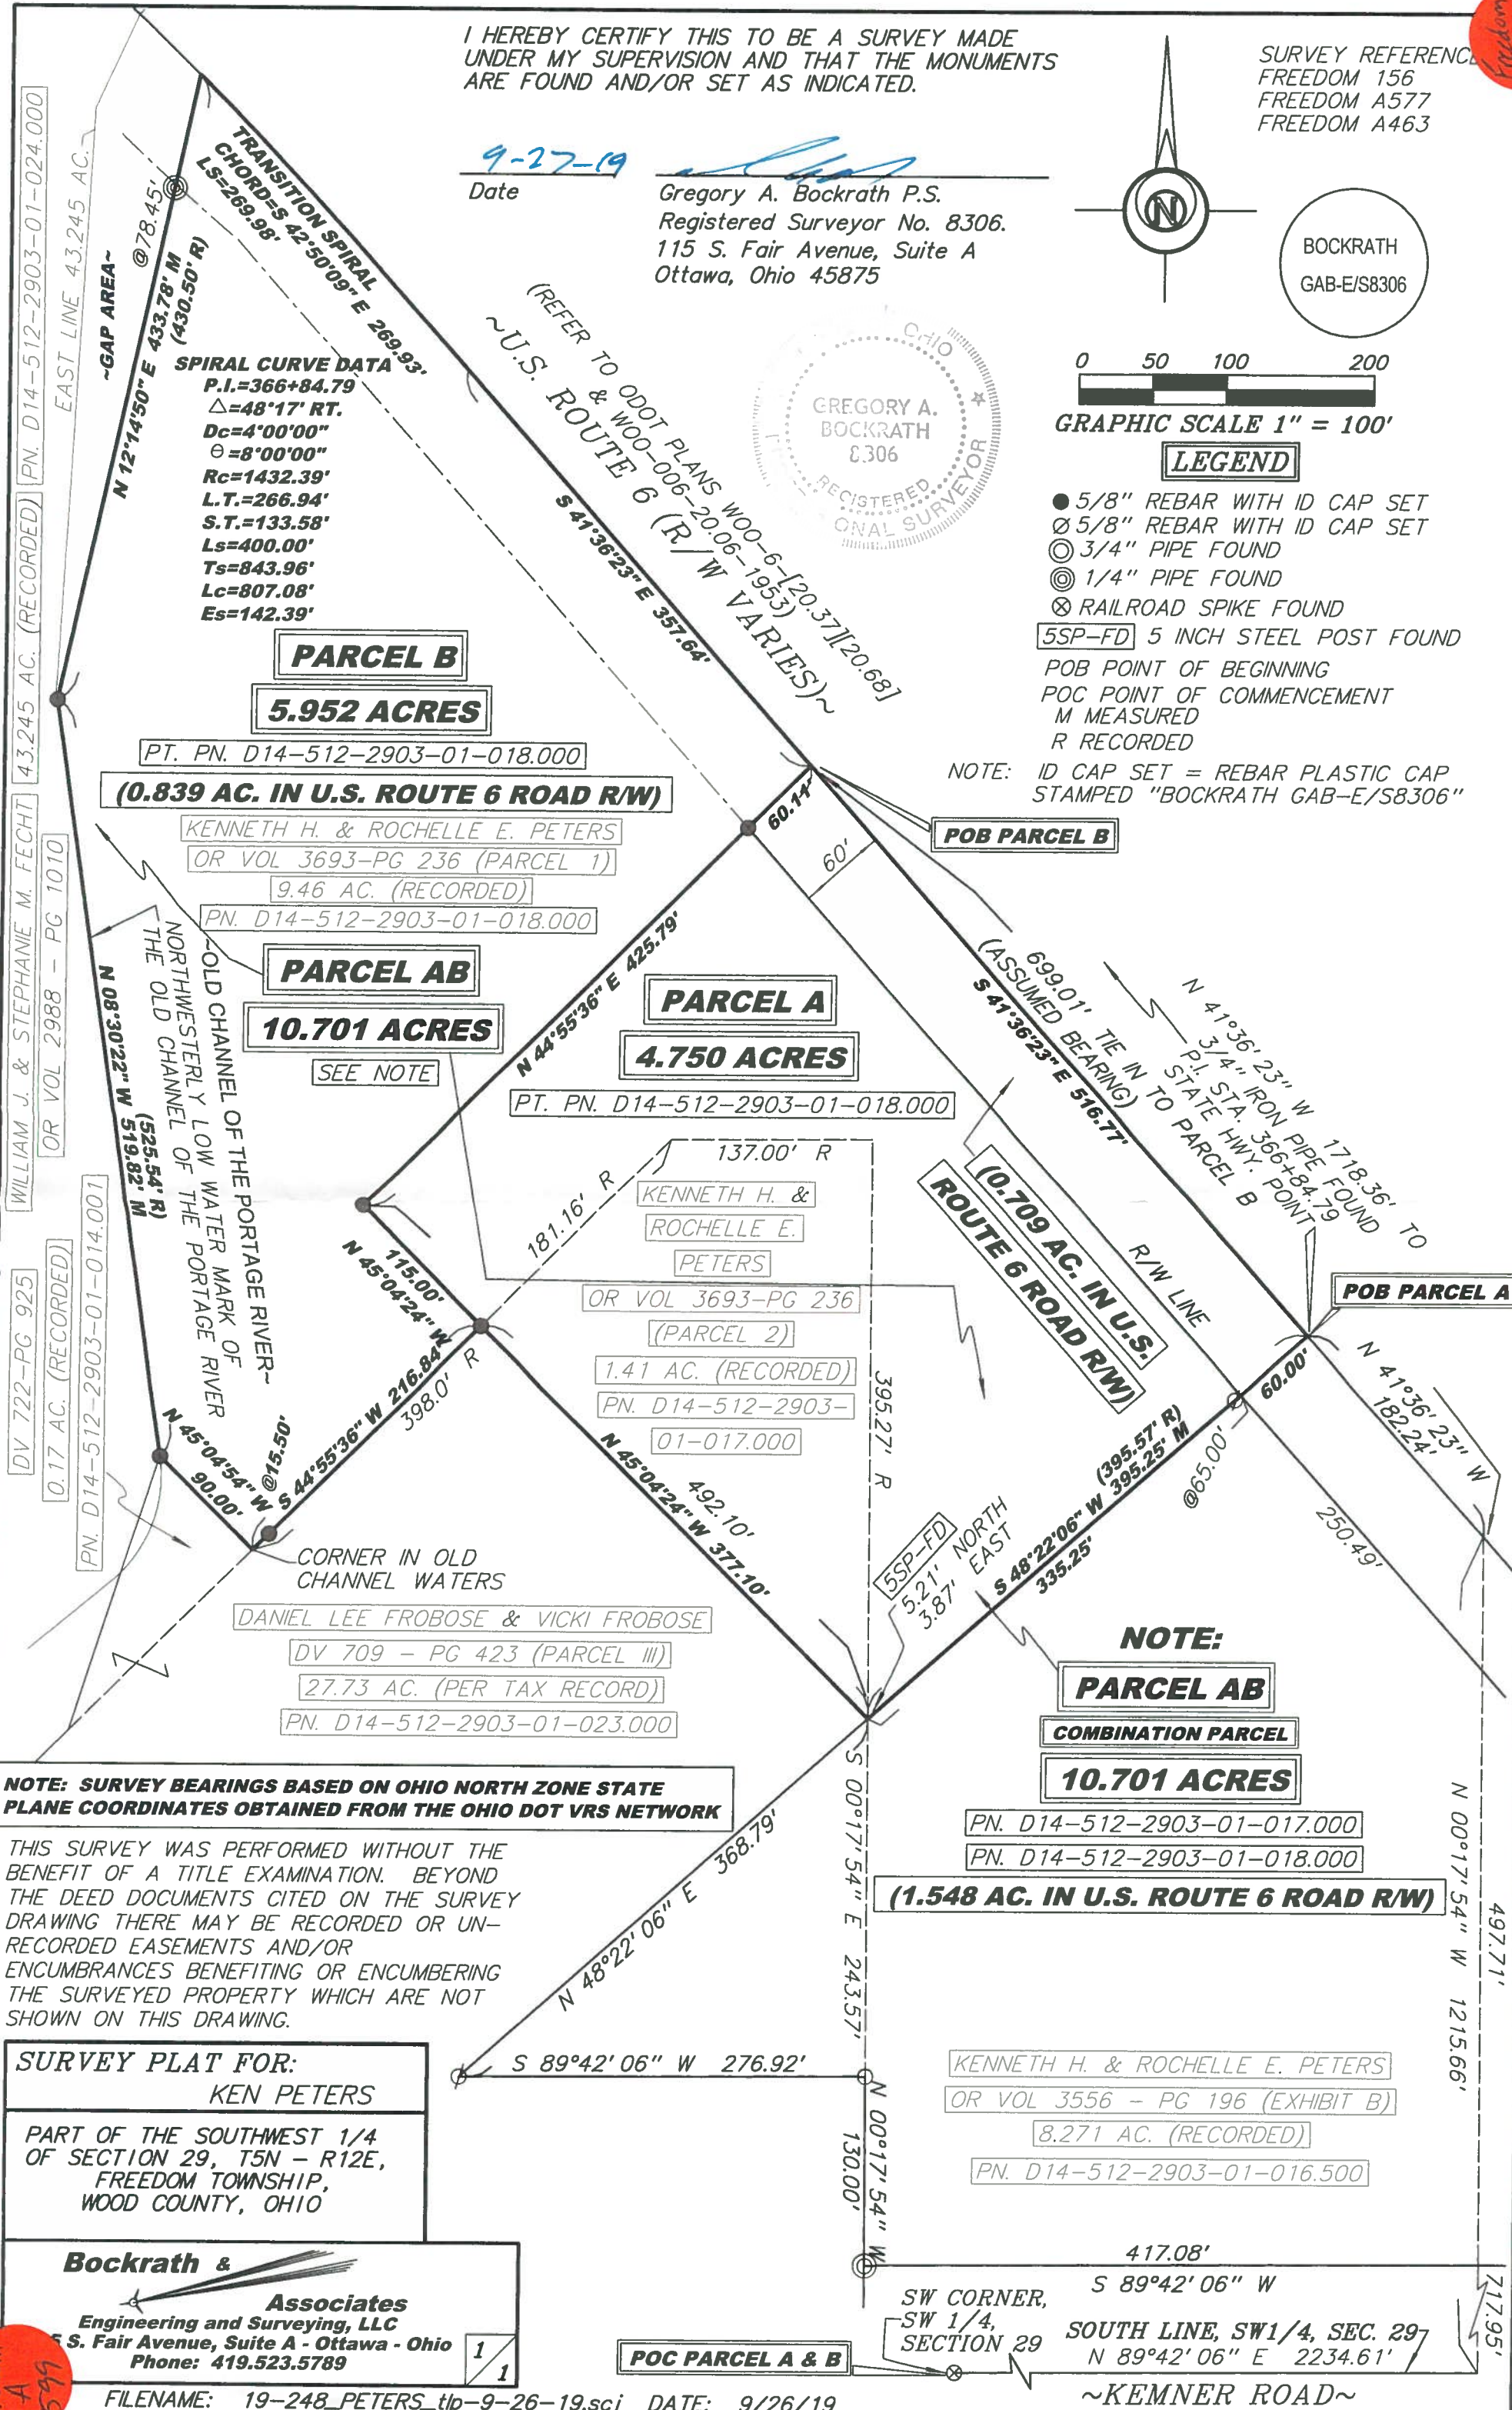 I HEREBY CERTIFY THIS TO BE A SURVEY MADE
UNDER MY SUPERVISION AND THAT THE MONUMENTS
ARE FOUND AND/OR SET AS INDICATED.
9-27-19
Date
Gregory A. Bockrath P.S.
Registered Surveyor No. 8306.
115 S. Fair Avenue, Suite A
Ottawa, Ohio 45875
SURVEY REFERENCE
FREEDOM 156
FREEDOM A577
FREEDOM A463
Freedom
N
BOCKRATH
GAB-E/S8306
OHIO
GREGORY A.
BOCKRATH
8306
REGISTERED
ONAL SURVEYOR
0 50 100 200
GRAPHIC SCALE 1" = 100'
LEGEND
5/8" REBAR WITH ID CAP SET
5/8" REBAR WITH ID CAP SET
3/4" PIPE FOUND
1/4" PIPE FOUND
RAILROAD SPIKE FOUND
5SP-FD 5 INCH STEEL POST FOUND
POB POINT OF BEGINNING
POC POINT OF COMMENCEMENT
M MEASURED
R RECORDED
NOTE: ID CAP SET = REBAR PLASTIC CAP
STAMPED "BOCKRATH GAB-E/S8306"
PN. D14-512-2903-01-024.000
EAST LINE 43.245 AC.
43.245 AC. (RECORDED)
WILLIAM J. & STEPHANIE M. FECHT
OR VOL 2988 - PG 1010
DV 722-PG 925
0.17 AC. (RECORDED)
PN. D14-512-2903-01-014.001
~GAP AREA~
@78.45'
N 12°14'50" E 433.78' M
(430.50' R)
TRANSITION SPIRAL
CHORD=S 42°50'09" E 269.93'
LS=269.98'
SPIRAL CURVE DATA
P.I.=366+84.79
△=48°17' RT.
Dc=4°00'00"
Θ=8°00'00"
Rc=1432.39'
L.T.=266.94'
S.T.=133.58'
Ls=400.00'
Ts=843.96'
Lc=807.08'
Es=142.39'
(REFER TO ODOT PLANS WOO-6-[20.37][20.68]
& WOO-006-20.06-1953)
~U.S. ROUTE 6 (R/W VARIES)~
S 41°36'23" E 357.64'
PARCEL B
5.952 ACRES
PT. PN. D14-512-2903-01-018.000
(0.839 AC. IN U.S. ROUTE 6 ROAD R/W)
KENNETH H. & ROCHELLE E. PETERS
OR VOL 3693-PG 236 (PARCEL 1)
9.46 AC. (RECORDED)
PN. D14-512-2903-01-018.000
60.11'
60'
POB PARCEL B
PARCEL AB
10.701 ACRES
SEE NOTE
N 44°55'36" E 425.79'
PARCEL A
4.750 ACRES
PT. PN. D14-512-2903-01-018.000
699.01' TIE IN TO PARCEL B
(ASSUMED BEARING)
S 41°36'23" E 516.77'
N 41°36'23" W 1718.36' TO
3/4" IRON PIPE FOUND
P.I. STA. 366+84.79
STATE HWY. POINT
(0.709 AC. IN U.S.
ROUTE 6 ROAD R/W)
R/W LINE
POB PARCEL A
60.00'
N 41°36'23" W
182.24'
250.49'
N 08°30'22" W 519.82' M
(525.54' R)
~OLD CHANNEL OF THE PORTAGE RIVER~
NORTHWESTERLY LOW WATER MARK OF
THE OLD CHANNEL OF THE PORTAGE RIVER
115.00'
N 45°04'24" W
181.16' R
137.00' R
KENNETH H. &
ROCHELLE E.
PETERS
OR VOL 3693-PG 236
(PARCEL 2)
1.41 AC. (RECORDED)
PN. D14-512-2903-
01-017.000
395.27' R
S 44°55'36" W 216.84'
398.0' R
@15.50'
N 45°04'54" W
90.00'
492.10'
N 45°04'24" W 377.10'
(395.57' R)
S 48°22'06" W 395.25' M
335.25'
@65.00'
5SP-FD
5.21' NORTH
3.87' EAST
CORNER IN OLD
CHANNEL WATERS
DANIEL LEE FROBOSE & VICKI FROBOSE
DV 709 - PG 423 (PARCEL III)
27.73 AC. (PER TAX RECORD)
PN. D14-512-2903-01-023.000
NOTE:
PARCEL AB
COMBINATION PARCEL
10.701 ACRES
PN. D14-512-2903-01-017.000
PN. D14-512-2903-01-018.000
(1.548 AC. IN U.S. ROUTE 6 ROAD R/W)
NOTE: SURVEY BEARINGS BASED ON OHIO NORTH ZONE STATE
PLANE COORDINATES OBTAINED FROM THE OHIO DOT VRS NETWORK
THIS SURVEY WAS PERFORMED WITHOUT THE
BENEFIT OF A TITLE EXAMINATION. BEYOND
THE DEED DOCUMENTS CITED ON THE SURVEY
DRAWING THERE MAY BE RECORDED OR UN-
RECORDED EASEMENTS AND/OR
ENCUMBRANCES BENEFITING OR ENCUMBERING
THE SURVEYED PROPERTY WHICH ARE NOT
SHOWN ON THIS DRAWING.
N 48°22'06" E 368.79'
S 00°17'54" E 243.57'
N 00°17'54" W 1215.66'
497.71'
S 89°42'06" W 276.92'
N 00°17'54" W
130.00'
KENNETH H. & ROCHELLE E. PETERS
OR VOL 3556 - PG 196 (EXHIBIT B)
8.271 AC. (RECORDED)
PN. D14-512-2903-01-016.500
SURVEY PLAT FOR:
KEN PETERS
PART OF THE SOUTHWEST 1/4
OF SECTION 29, T5N - R12E,
FREEDOM TOWNSHIP,
WOOD COUNTY, OHIO
Bockrath &
Associates
Engineering and Surveying, LLC
5 S. Fair Avenue, Suite A - Ottawa - Ohio
Phone: 419.523.5789
1/1
A
599
417.08'
S 89°42'06" W
717.95'
SW CORNER,
SW 1/4,
SECTION 29
SOUTH LINE, SW1/4, SEC. 29
N 89°42'06" E 2234.61'
POC PARCEL A & B
~KEMNER ROAD~
FILENAME: 19-248_PETERS_tlp-9-26-19.sci DATE: 9/26/19